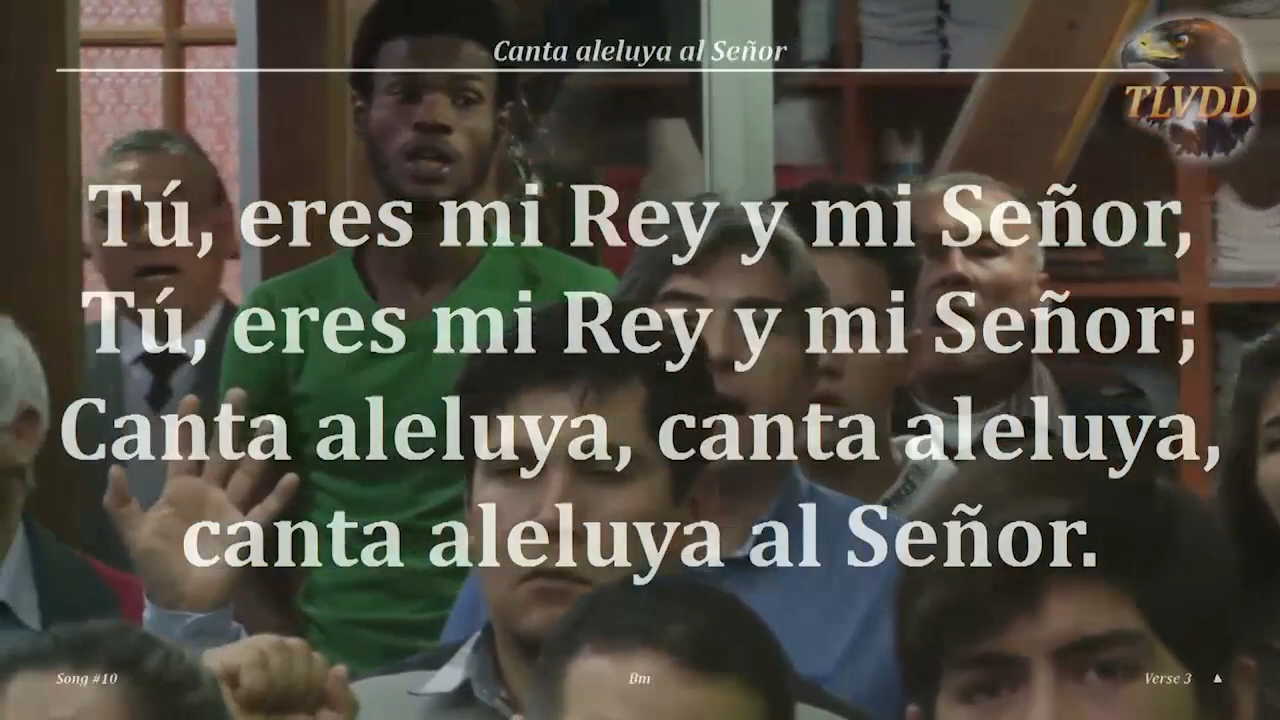 Canta aleluya al Señor
TLVDD
Tú, eres mi Rey y mi Señor,
Tú, eres mi Rey y mi Señor;
Canta aleluya, canta aleluya,
canta aleluya al Señor.
Song #10
Bm
Verse 3 ▲